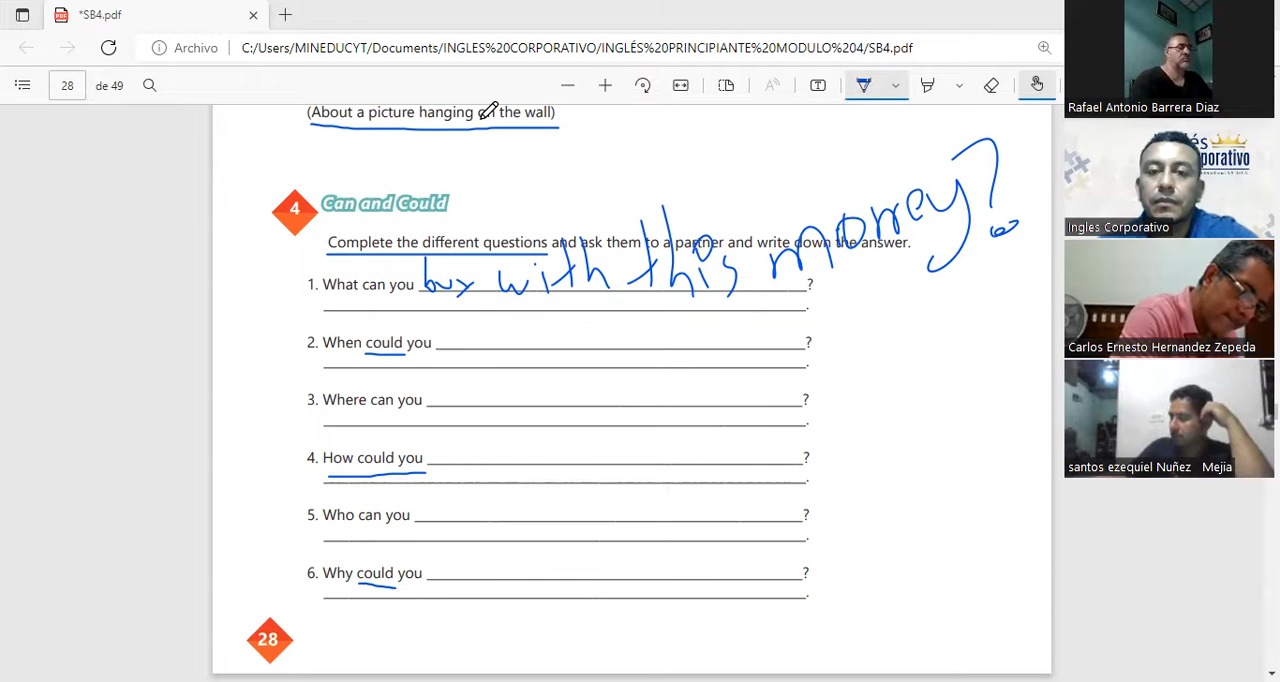 *SB4.pdf
Archivo C:/Users/MINEDUCYT/Documents/INGLES%20CORPORATIVO/INGLÉS%20PRINCIPIANTE%20MODULO%204/SB4.pdf
28 de 49
(About a picture hanging on the wall)
4 Can and Could
Complete the different questions and ask them to a partner and write down the answer.
1. What can you buy with this money? ?
.
2. When could you ?
.
3. Where can you ?
.
4. How could you ?
.
5. Who can you ?
.
6. Why could you ?
.
28
Rafael Antonio Barrera Diaz
Ingles Corporativo
Carlos Ernesto Hernandez Zepeda
santos ezequiel Nuñez Mejia